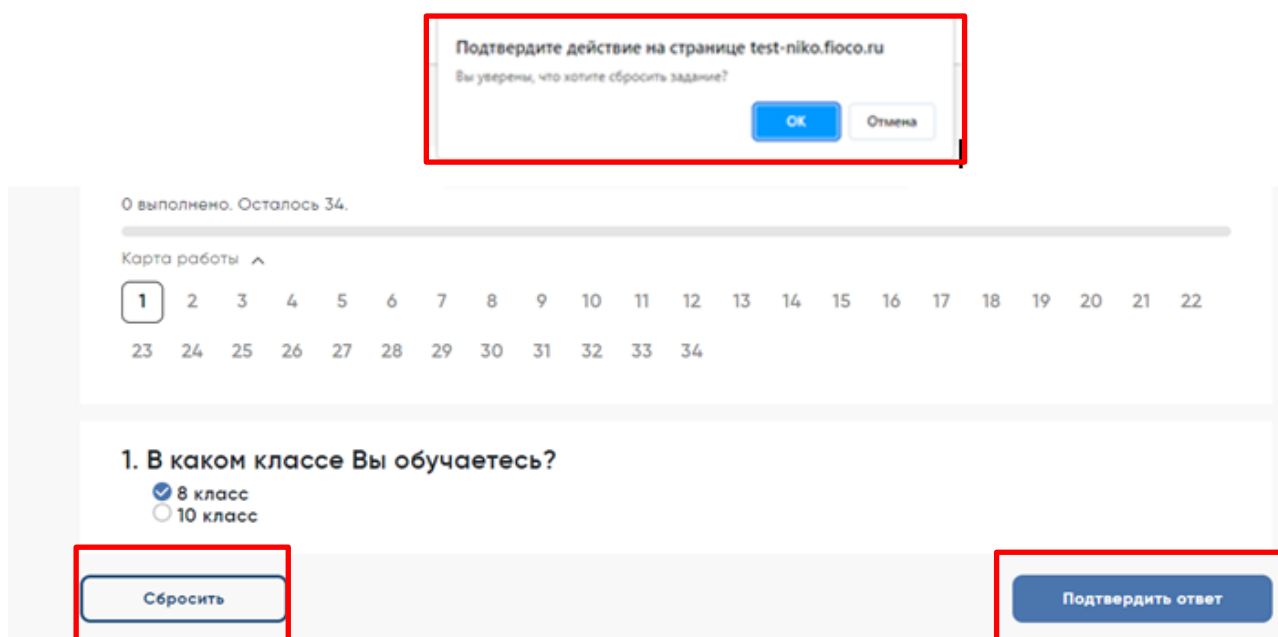 Подтвердите действие на странице test-niko.fioco.ru
Вы уверены, что хотите сбросить задание?
ОК Отмена
0 выполнено. Осталось 34.
Карта работы
1 2 3 4 5 6 7 8 9 10 11 12 13 14 15 16 17 18 19 20 21 22
23 24 25 26 27 28 29 30 31 32 33 34
1. В каком классе Вы обучаетесь?
8 класс
10 класс
Сбросить Подтвердить ответ